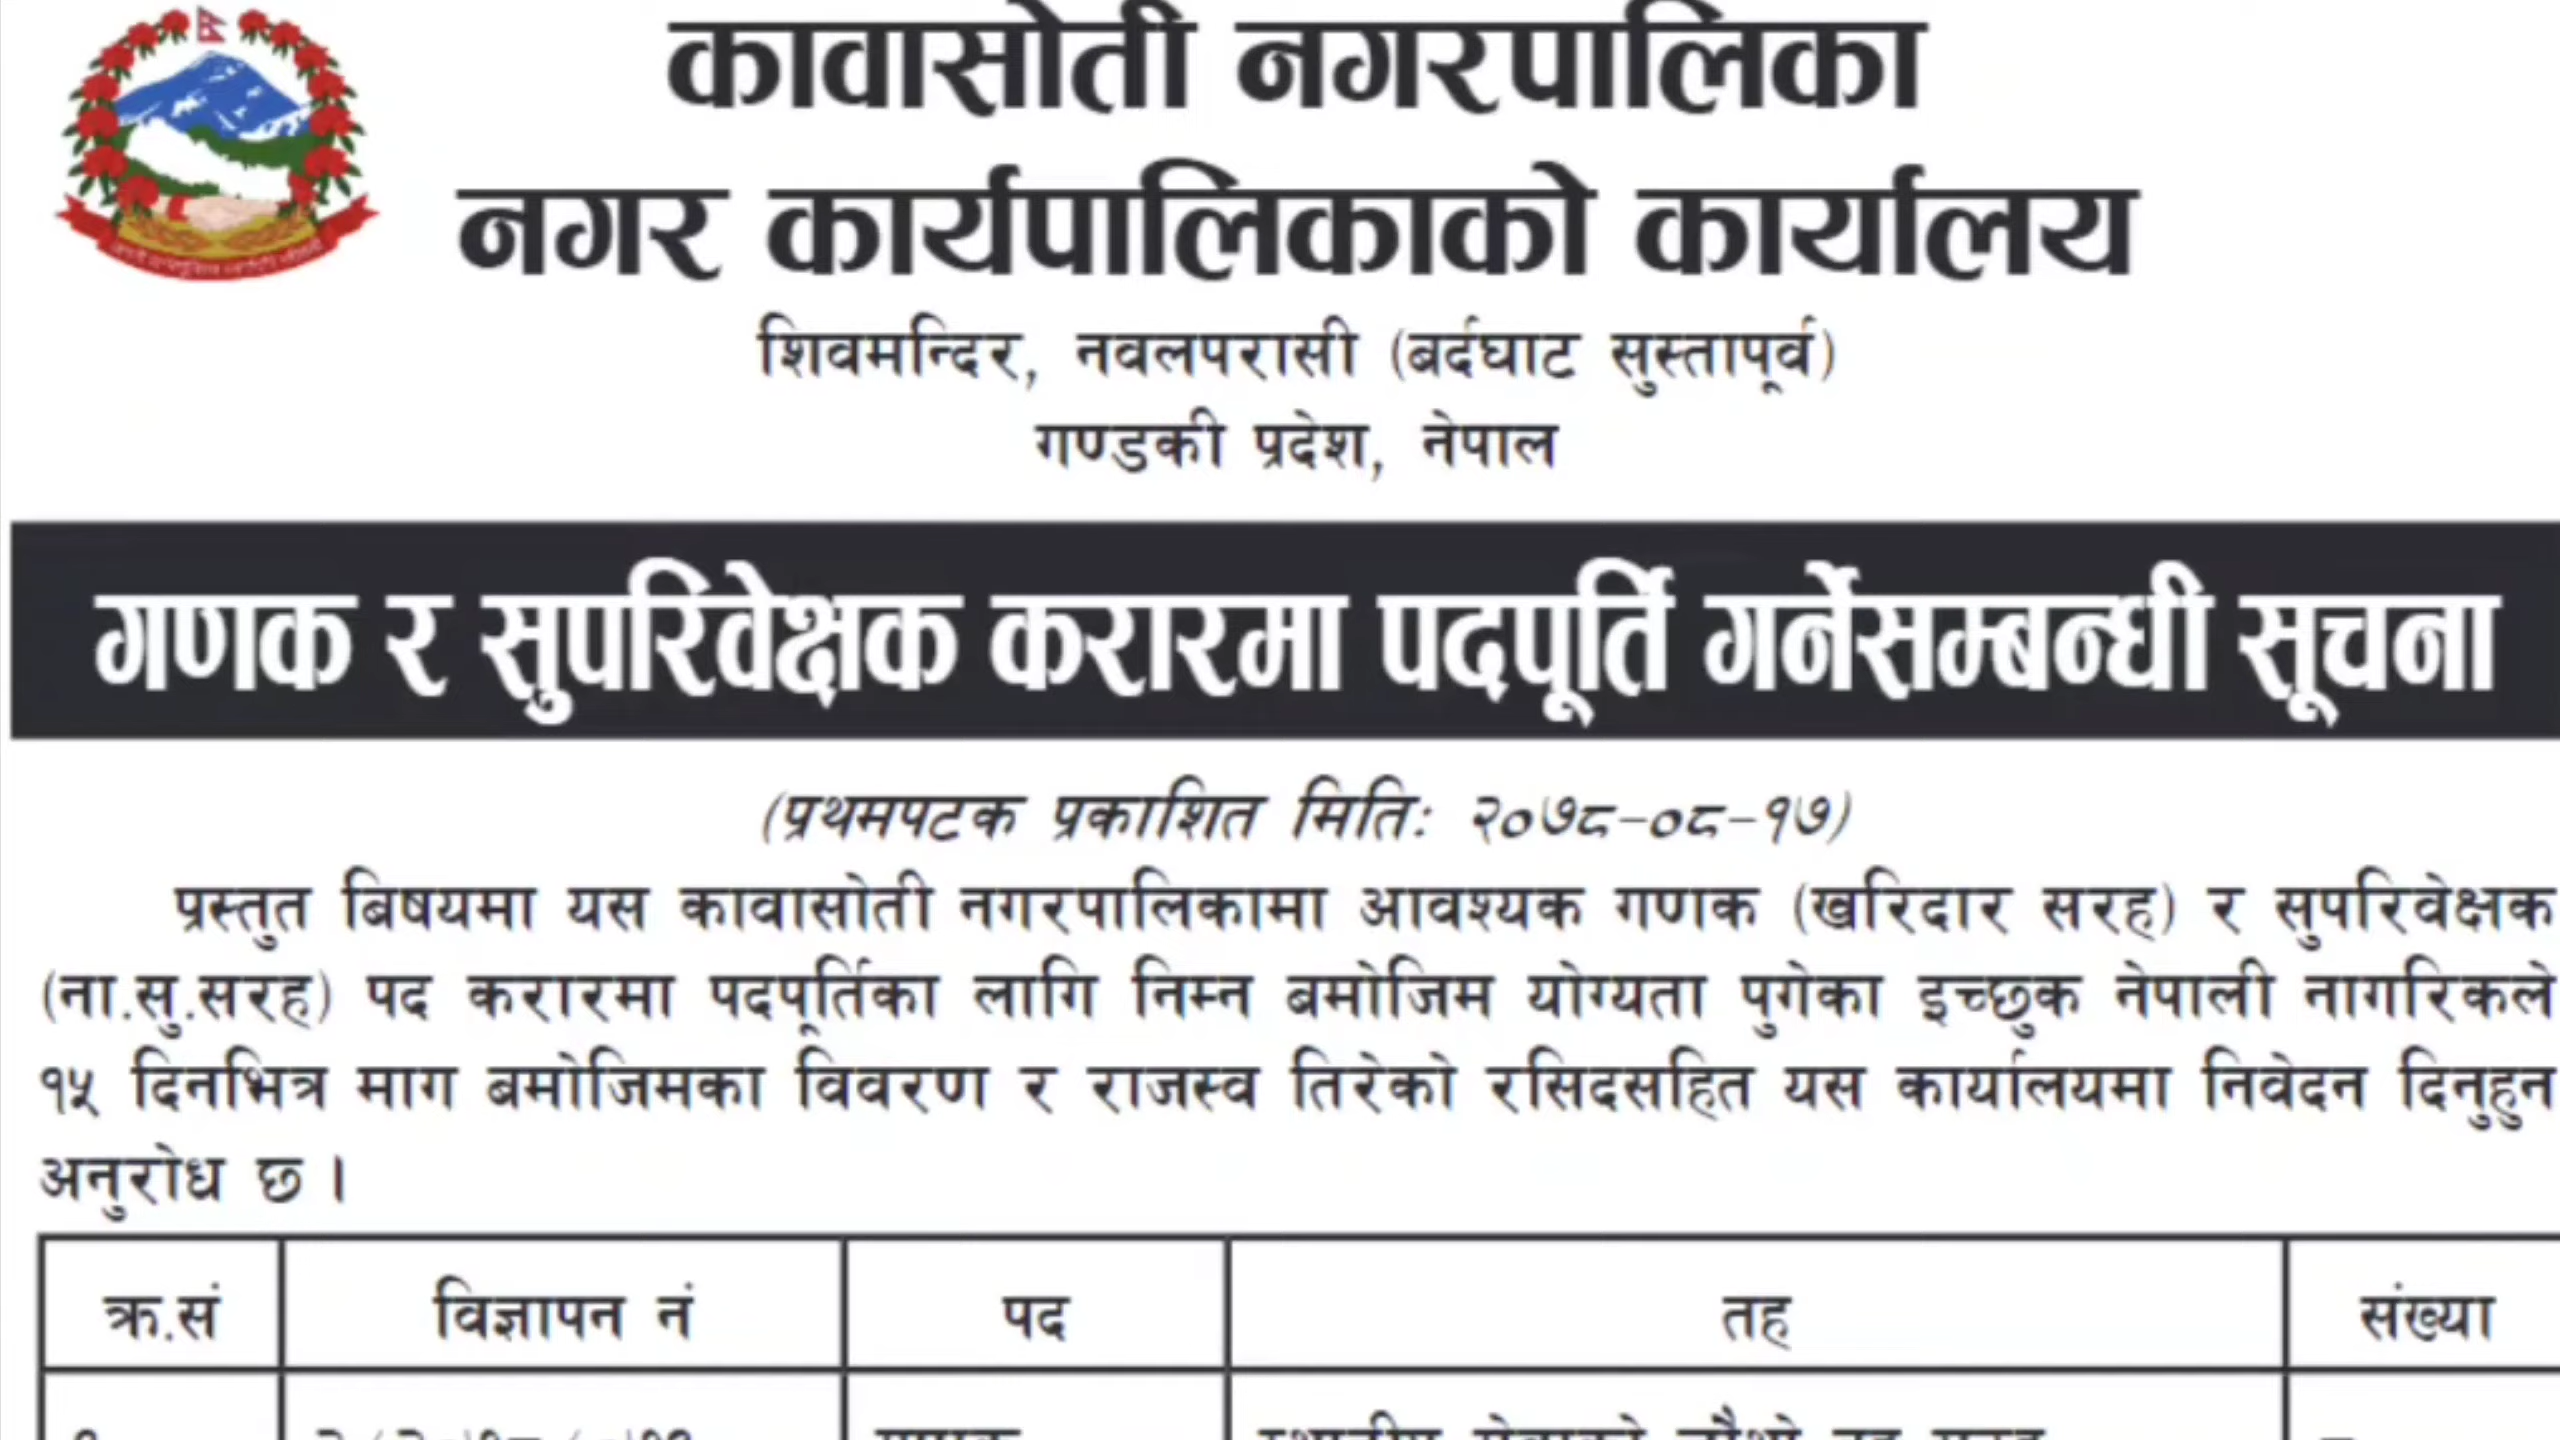 कावासोती नगरपालिका
नगर कार्यपालिकाको कार्यालय
शिवमन्दिर, नवलपरासी (बर्दघाट सुस्तापूर्व)
गण्डकी प्रदेश, नेपाल
गणक र सुपरिवेक्षक करारमा पदपूर्ति गर्नेसम्बन्धी सूचना
(प्रथमपटक प्रकाशित मितिः २०७८-०८-१७)
प्रस्तुत बिषयमा यस कावासोती नगरपालिकामा आवश्यक गणक (खरिदार सरह) र सुपरिवेक्षक
(ना.सु.सरह) पद करारमा पदपूर्तिका लागि निम्न बमोजिम योग्यता पुगेका इच्छुक नेपाली नागरिकले
१५ दिनभित्र माग बमोजिमका विवरण र राजस्व तिरेको रसिदसहित यस कार्यालयमा निवेदन दिनुहुन
अनुरोध छ ।
क्र.सं विज्ञापन नं पद तह संख्या